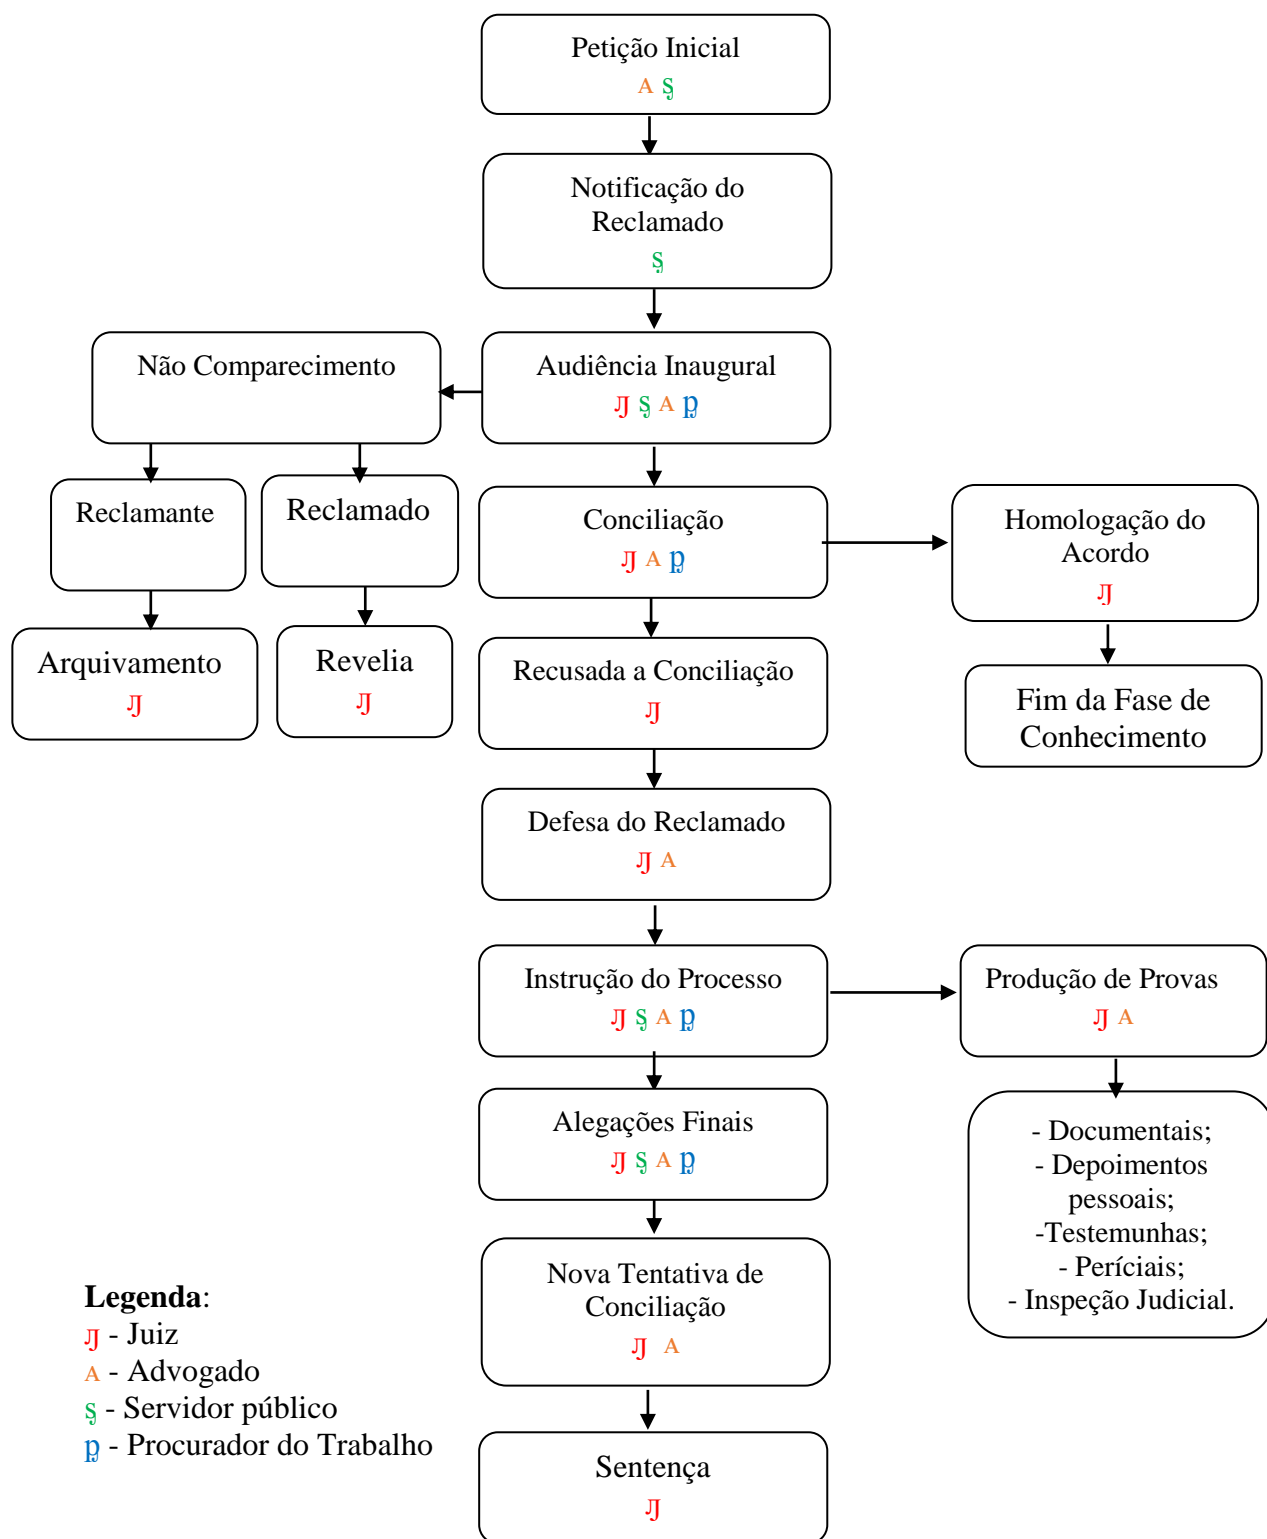 Petição Inicial
A S
Notificação do
Reclamado
S
Não Comparecimento
Audiência Inaugural
J S A P
Reclamante
Reclamado
Conciliação
J A P
Homologação do
Acordo
J
Arquivamento
J
Revelia
J
Recusada a Conciliação
J
Fim da Fase de
Conhecimento
Defesa do Reclamado
J A
Instrução do Processo
J S A P
Produção de Provas
J A
Alegações Finais
J S A P
- Documentais;
- Depoimentos
pessoais;
-Testemunhas;
- Períciais;
- Inspeção Judicial.
Nova Tentativa de
Conciliação
J A
Sentença
J
Legenda:
J - Juiz
A - Advogado
S - Servidor público
P - Procurador do Trabalho